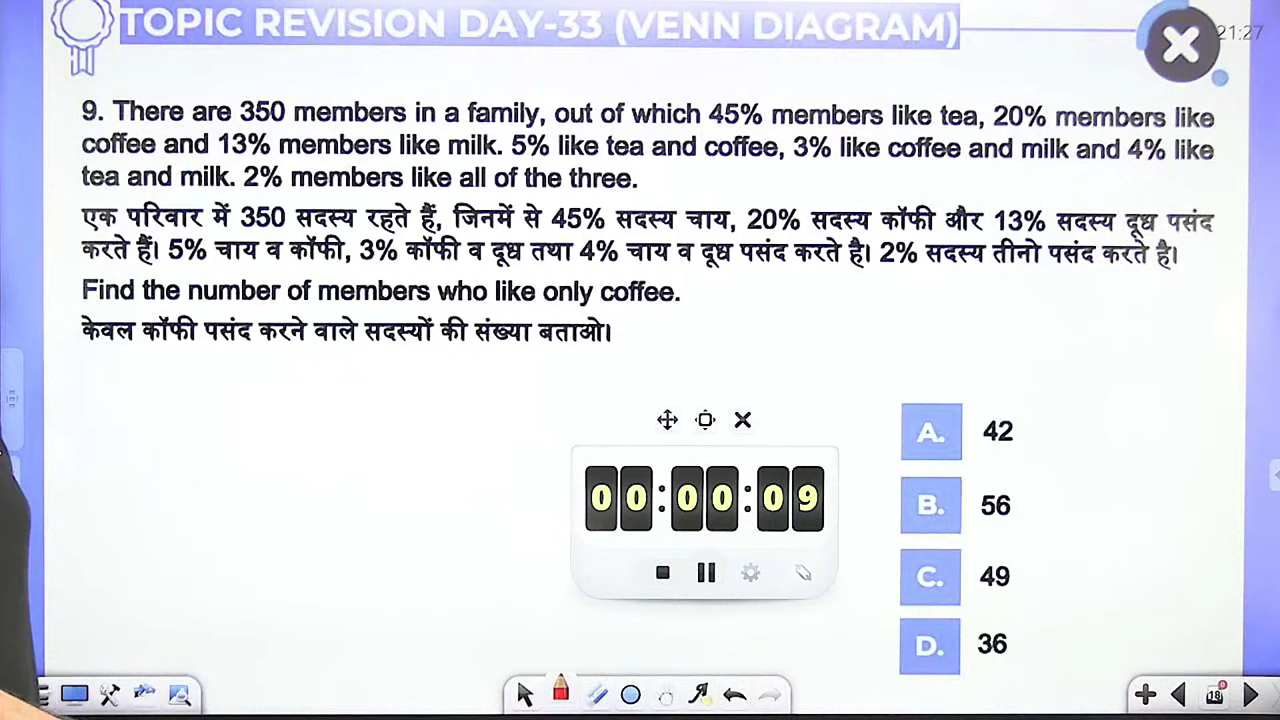 TOPIC REVISION DAY-33 (VENN DIAGRAM)
21:27
9. There are 350 members in a family, out of which 45% members like tea, 20% members like
coffee and 13% members like milk. 5% like tea and coffee, 3% like coffee and milk and 4% like
tea and milk. 2% members like all of the three.
एक परिवार में 350 सदस्य रहते हैं, जिनमें से 45% सदस्य चाय, 20% सदस्य कॉफी और 13% सदस्य दूध पसंद
करते हैं। 5% चाय व कॉफी, 3% कॉफी व दूध तथा 4% चाय व दूध पसंद करते है। 2% सदस्य तीनो पसंद करते है।
Find the number of members who like only coffee.
केवल कॉफी पसंद करने वाले सदस्यों की संख्या बताओ।
00:00:09
A. 42
B. 56
C. 49
D. 36
18